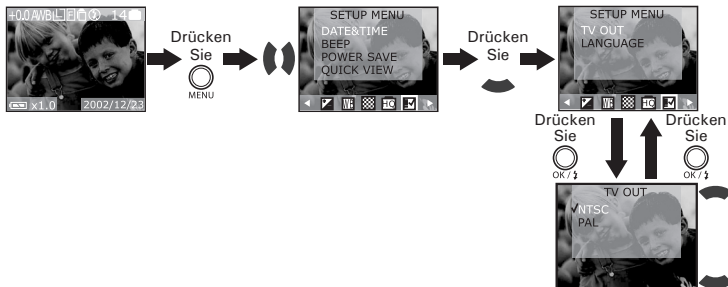 +0.0 AWB L F 14
x1.0 2002/12/23
Drücken
Sie
MENU
SETUP MENU
DATE&TIME
BEEP
POWER SAVE
QUICK VIEW
Drücken
Sie
SETUP MENU
TV OUT
LANGUAGE
Drücken
Sie
OK / 
Drücken
Sie
OK / 
TV OUT
NTSC
PAL